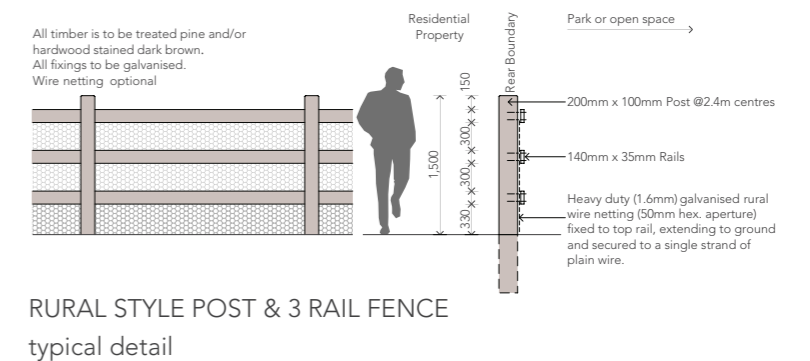 All timber is to be treated pine and/or
hardwood stained dark brown.
All fixings to be galvanised.
Wire netting optional
Residential
Property
Rear Boundary
Park or open space
150
300
300
330
1,500
200mm x 100mm Post @2.4m centres
140mm x 35mm Rails
Heavy duty (1.6mm) galvanised rural
wire netting (50mm hex. aperture)
fixed to top rail, extending to ground
and secured to a single strand of
plain wire.
RURAL STYLE POST & 3 RAIL FENCE
typical detail